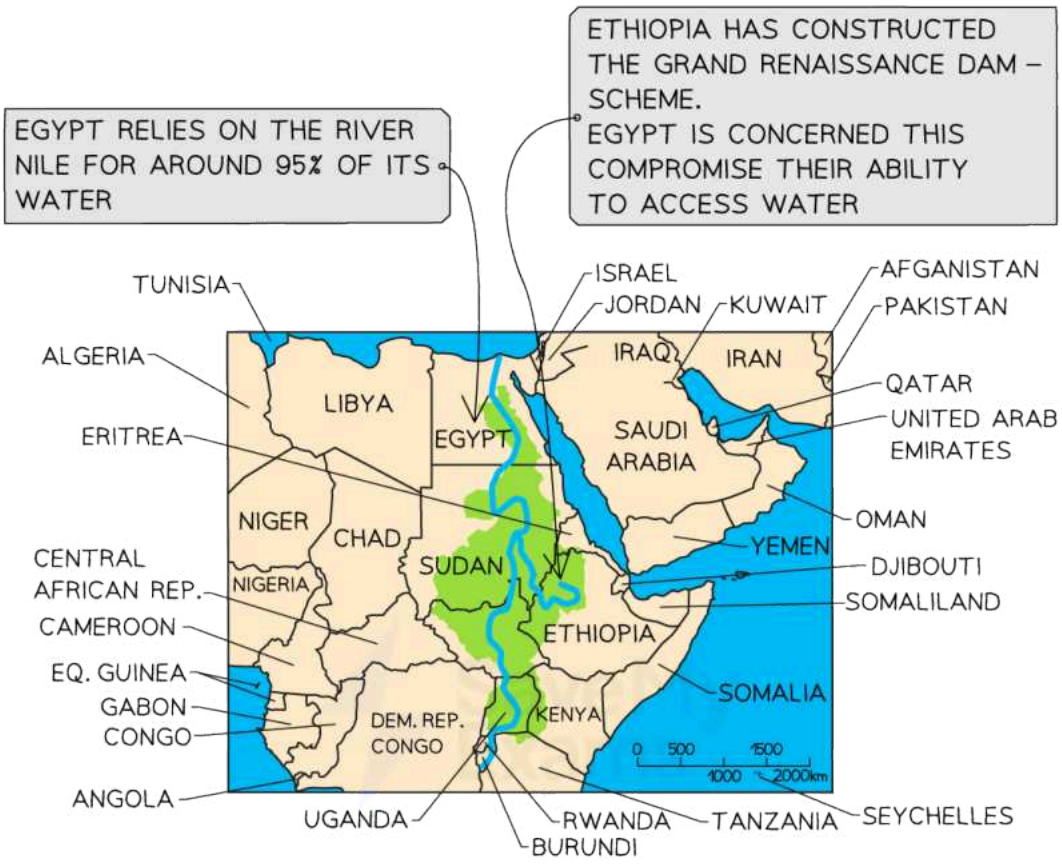 ETHIOPIA HAS CONSTRUCTED
THE GRAND RENAISSANCE DAM –
SCHEME.
EGYPT IS CONCERNED THIS
COMPROMISE THEIR ABILITY
TO ACCESS WATER
EGYPT RELIES ON THE RIVER
NILE FOR AROUND 95% OF ITS
WATER
TUNISIA
ISRAEL
JORDAN
KUWAIT
AFGANISTAN
PAKISTAN
ALGERIA
LIBYA
EGYPT
IRAQ
IRAN
QATAR
UNITED ARAB
EMIRATES
ERITREA
SAUDI
ARABIA
NIGER
CHAD
SUDAN
OMAN
YEMEN
CENTRAL
AFRICAN REP.
NIGERIA
DJIBOUTI
SOMALILAND
CAMEROON
ETHIOPIA
EQ. GUINEA
GABON
CONGO
DEM. REP.
CONGO
KENYA
SOMALIA
0 500 1500
1000 2000km
ANGOLA
UGANDA
RWANDA
BURUNDI
TANZANIA
SEYCHELLES